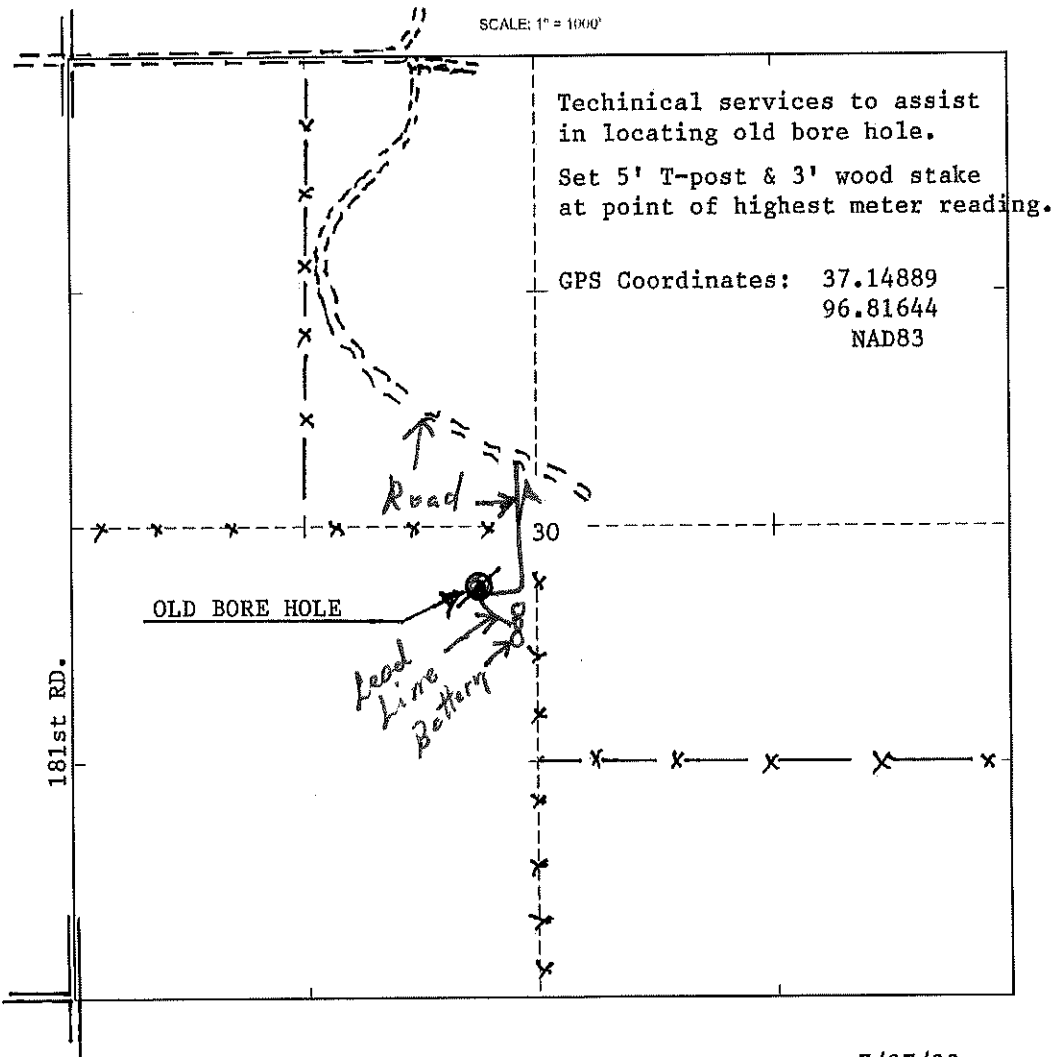 SCALE: 1" = 1000'
Techinical services to assist
in locating old bore hole.
Set 5' T-post & 3' wood stake
at point of highest meter reading.
GPS Coordinates: 37.14889
96.81644
NAD83
Road
30
OLD BORE HOLE
Lead
Line
Battery
181st RD.